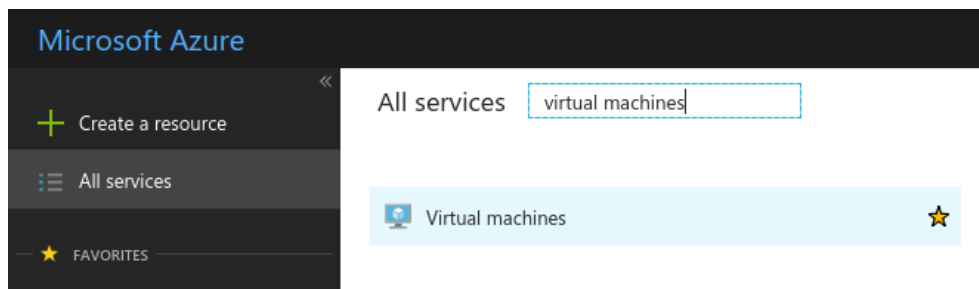 Microsoft Azure
«
Create a resource
All services
FAVORITES
All services
virtual machines
Virtual machines